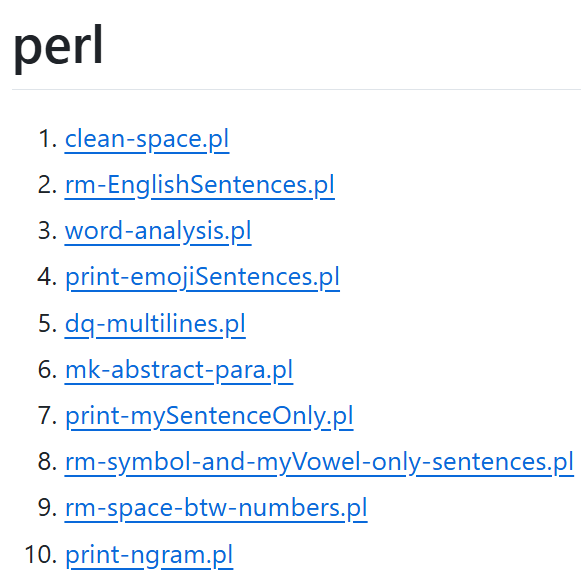 perl
1. clean-space.pl
2. rm-EnglishSentences.pl
3. word-analysis.pl
4. print-emojiSentences.pl
5. dq-multilines.pl
6. mk-abstract-para.pl
7. print-mySentenceOnly.pl
8. rm-symbol-and-myVowel-only-sentences.pl
9. rm-space-btw-numbers.pl
10. print-ngram.pl